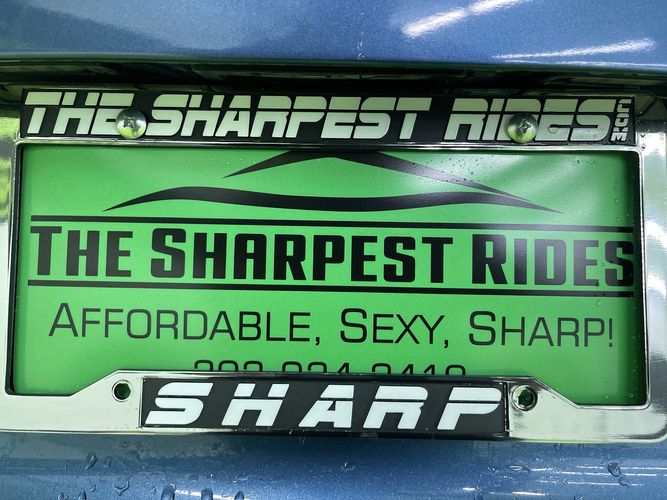 THE SHARPEST RIDES.COM
THE SHARPEST RIDES
AFFORDABLE, SEXY, SHARP!
SHARP